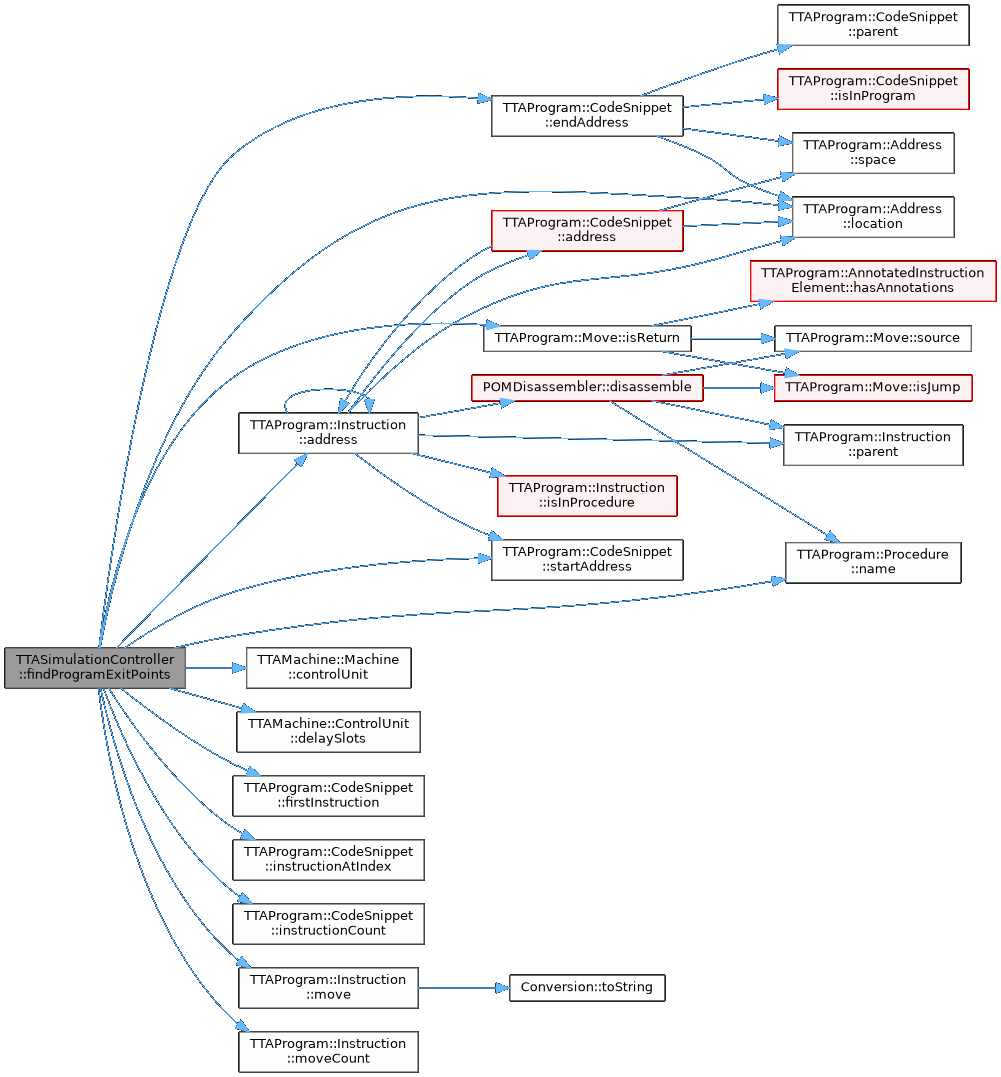 TTAProgram::CodeSnippet
::parent
TTAProgram::CodeSnippet
::isInProgram
TTAProgram::CodeSnippet
::endAddress
TTAProgram::Address
::space
TTAProgram::Address
::location
TTAProgram::CodeSnippet
::address
TTAProgram::AnnotatedInstruction
Element::hasAnnotations
TTAProgram::Move::isReturn
TTAProgram::Move::source
POMDisassembler::disassemble
TTAProgram::Move::isJump
TTAProgram::Instruction
::address
TTAProgram::Instruction
::parent
TTAProgram::Instruction
::isInProcedure
TTAProgram::CodeSnippet
::startAddress
TTAProgram::Procedure
::name
TTASimulationController
::findProgramExitPoints
TTAMachine::Machine
::controlUnit
TTAMachine::ControlUnit
::delaySlots
TTAProgram::CodeSnippet
::firstInstruction
TTAProgram::CodeSnippet
::instructionAtIndex
TTAProgram::CodeSnippet
::instructionCount
TTAProgram::Instruction
::move
Conversion::toString
TTAProgram::Instruction
::moveCount